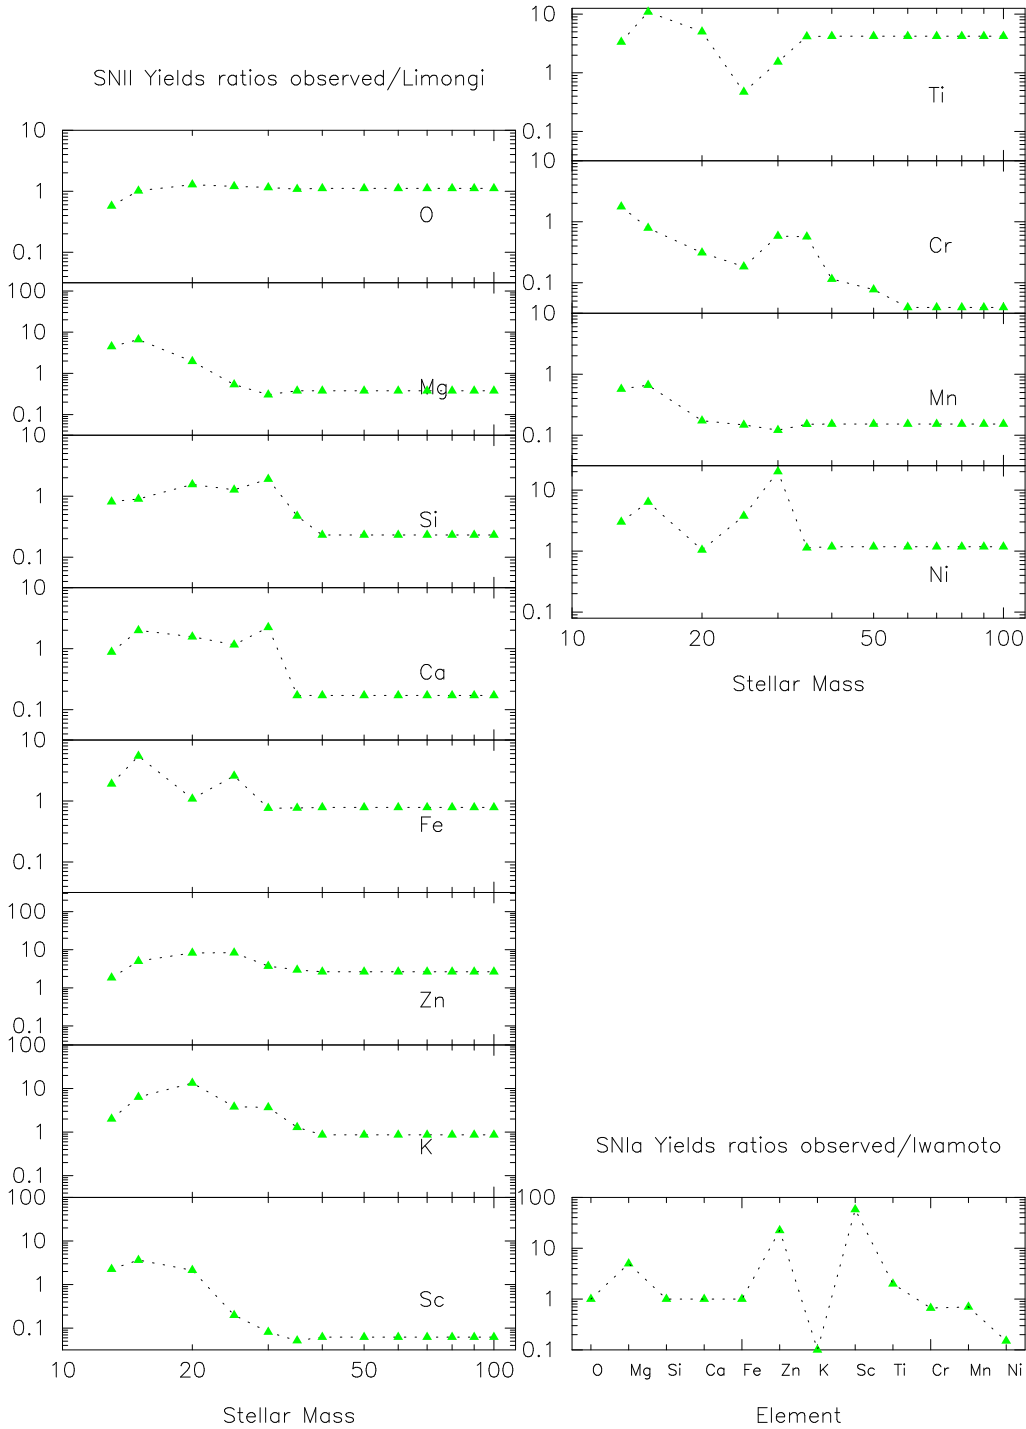 SNII Yields ratios observed/Limongi
10
1
0.1
O
100
10
1
0.1
Mg
10
1
0.1
Si
10
1
0.1
Ca
10
1
0.1
Fe
100
10
1
0.1
Zn
100
10
1
0.1
K
100
10
1
0.1
Sc
10 20 50 100
Stellar Mass
10
1
0.1
Ti
10
1
0.1
Cr
10
1
0.1
Mn
10
1
0.1
Ni
10 20 50 100
Stellar Mass
SNIa Yields ratios observed/Iwamoto
100
10
1
0.1
O Mg Si Ca Fe Zn K Sc Ti Cr Mn Ni
Element